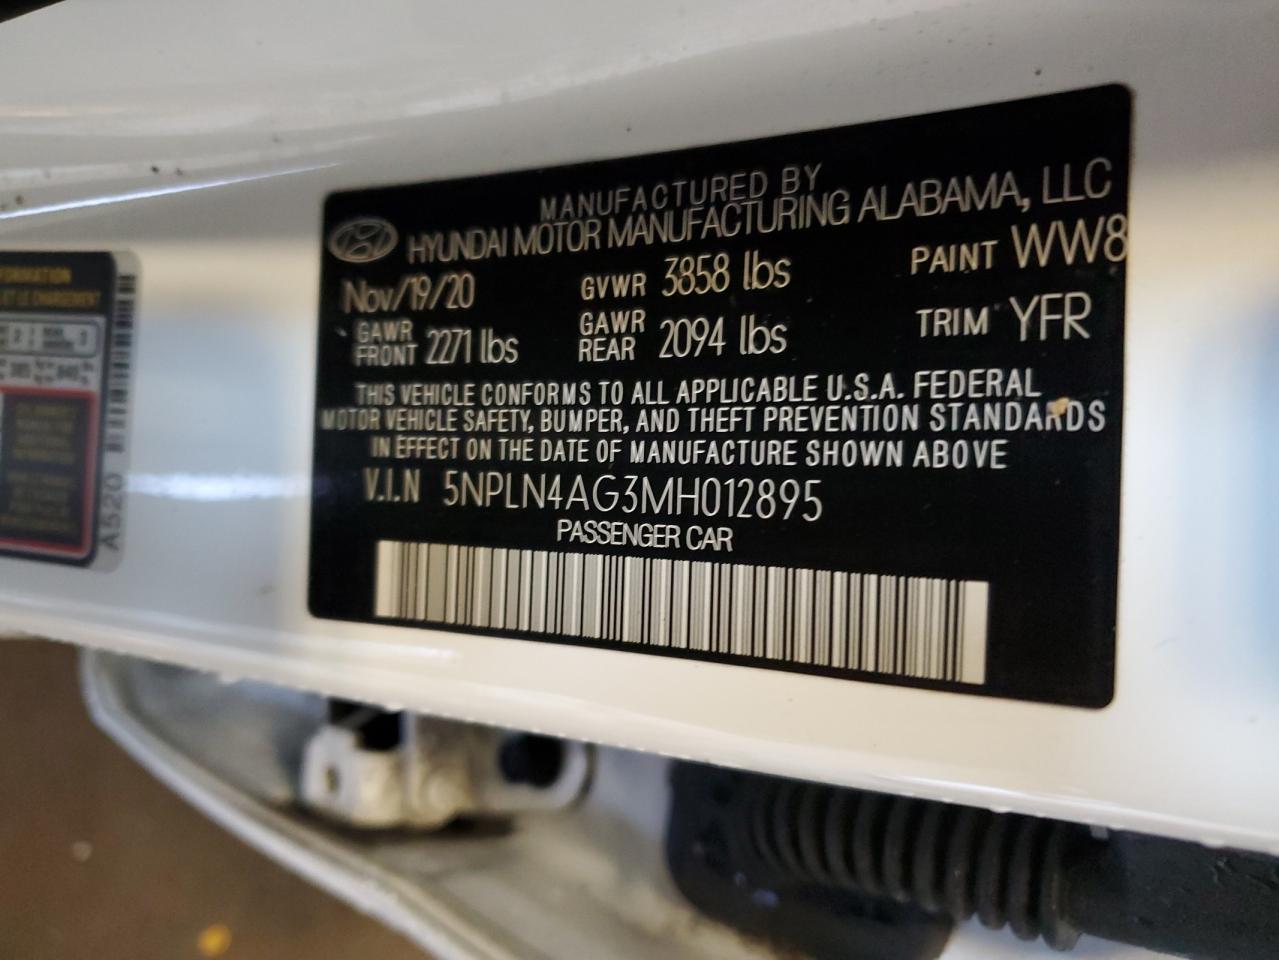 MANUFACTURED BY
HYUNDAI MOTOR MANUFACTURING ALABAMA, LLC
Nov/19/20 GVWR 3858 lbs PAINT WW8
GAWR FRONT 2271 lbs GAWR REAR 2094 lbs TRIM YFR
THIS VEHICLE CONFORMS TO ALL APPLICABLE U.S.A. FEDERAL
MOTOR VEHICLE SAFETY, BUMPER, AND THEFT PREVENTION STANDARDS
IN EFFECT ON THE DATE OF MANUFACTURE SHOWN ABOVE
V.I.N 5NPLN4AG3MH012895
PASSENGER CAR
A520